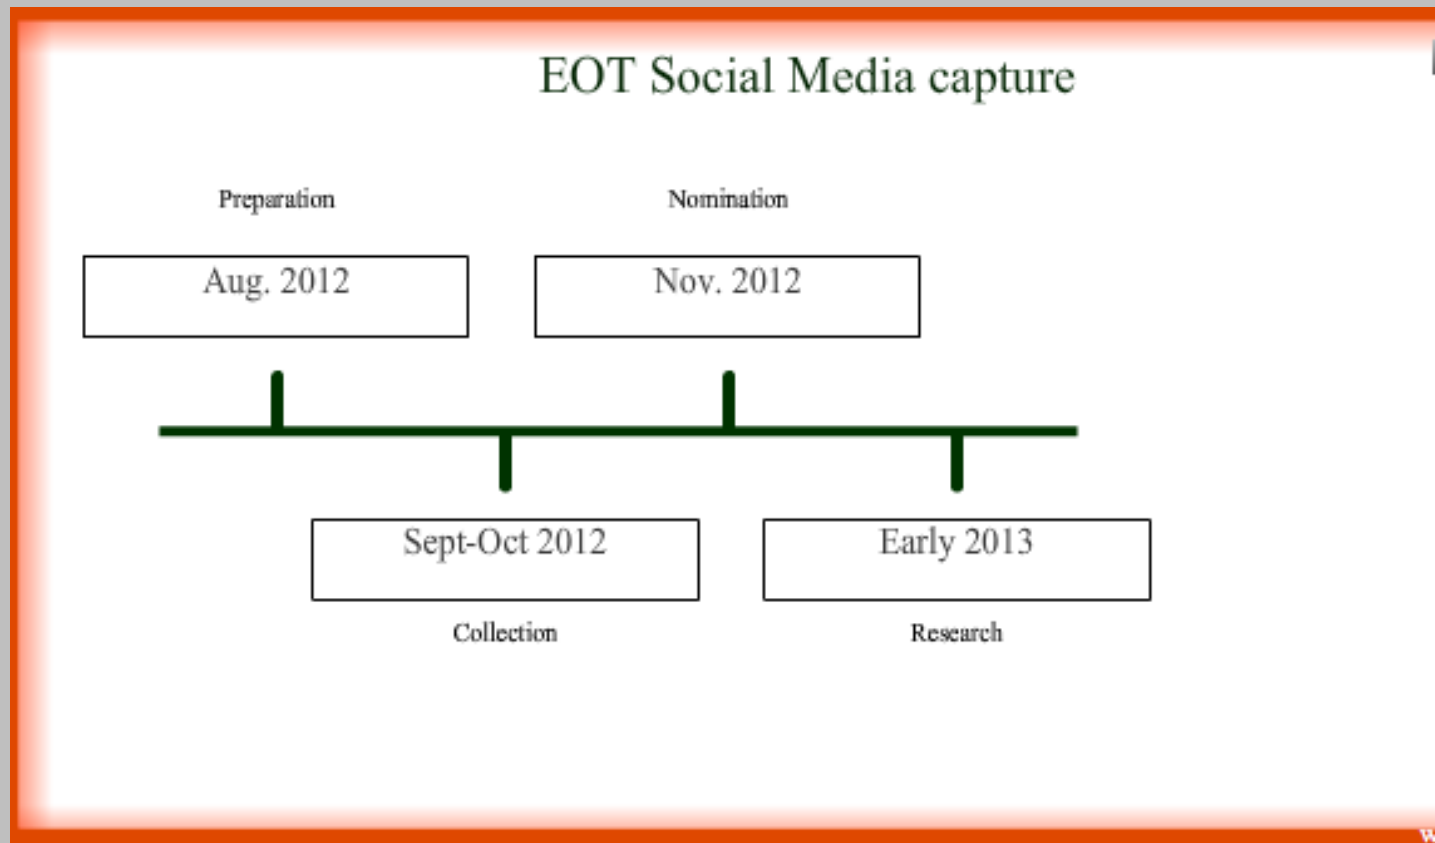 EOT Social Media capture
Preparation
Nomination
Aug. 2012
Nov. 2012
Sept-Oct 2012
Early 2013
Collection
Research